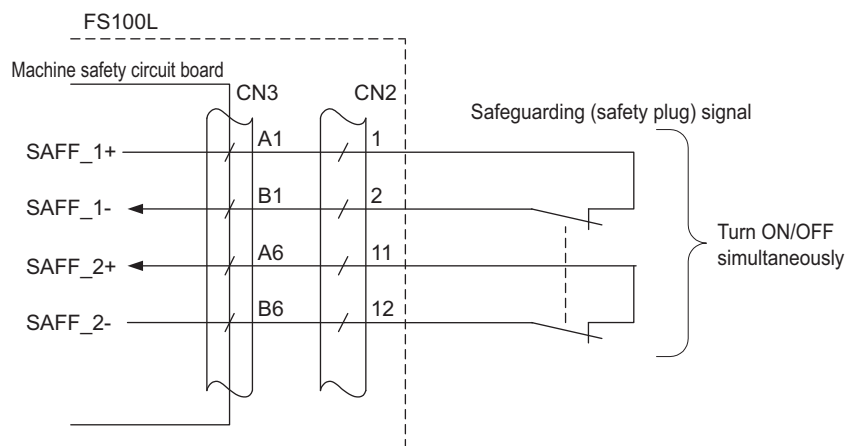 FS100L
Machine safety circuit board
CN3
CN2
Safeguarding (safety plug) signal
SAFF_1+
A1
1
SAFF_1-
B1
2
SAFF_2+
A6
11
SAFF_2-
B6
12
Turn ON/OFF
simultaneously